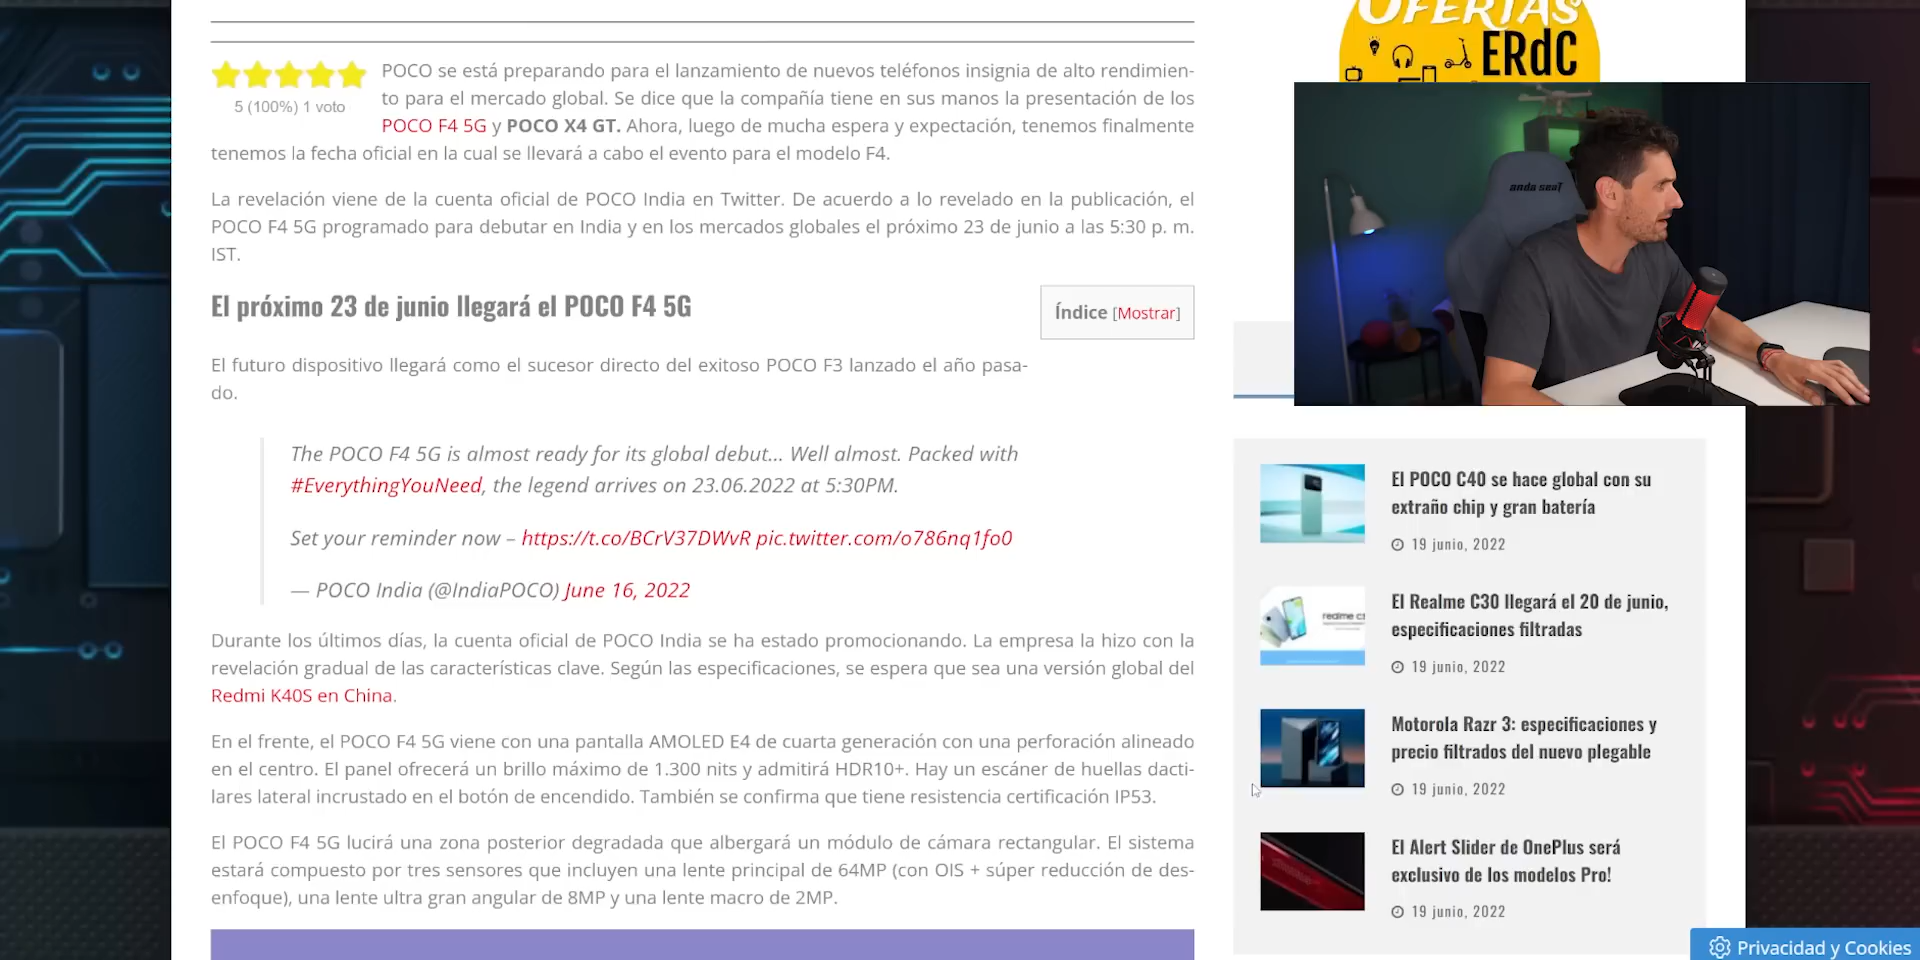 OFERTAS
ERdC
5 (100%) 1 voto
POCO se está preparando para el lanzamiento de nuevos teléfonos insignia de alto rendimien-
to para el mercado global. Se dice que la compañía tiene en sus manos la presentación de los
POCO F4 5G y POCO X4 GT. Ahora, luego de mucha espera y expectación, tenemos finalmente
tenemos la fecha oficial en la cual se llevará a cabo el evento para el modelo F4.
La revelación viene de la cuenta oficial de POCO India en Twitter. De acuerdo a lo revelado en la publicación, el
POCO F4 5G programado para debutar en India y en los mercados globales el próximo 23 de junio a las 5:30 p. m.
IST.
El próximo 23 de junio llegará el POCO F4 5G
Índice [Mostrar]
El futuro dispositivo llegará como el sucesor directo del exitoso POCO F3 lanzado el año pasa-
do.
The POCO F4 5G is almost ready for its global debut... Well almost. Packed with
#EverythingYouNeed, the legend arrives on 23.06.2022 at 5:30PM.
Set your reminder now – https://t.co/BCrV37DWvR pic.twitter.com/o786nq1fo0
— POCO India (@IndiaPOCO) June 16, 2022
Durante los últimos días, la cuenta oficial de POCO India se ha estado promocionando. La empresa la hizo con la
revelación gradual de las características clave. Según las especificaciones, se espera que sea una versión global del
Redmi K40S en China.
En el frente, el POCO F4 5G viene con una pantalla AMOLED E4 de cuarta generación con una perforación alineado
en el centro. El panel ofrecerá un brillo máximo de 1.300 nits y admitirá HDR10+. Hay un escáner de huellas dacti-
lares lateral incrustado en el botón de encendido. También se confirma que tiene resistencia certificación IP53.
El POCO F4 5G lucirá una zona posterior degradada que albergará un módulo de cámara rectangular. El sistema
estará compuesto por tres sensores que incluyen una lente principal de 64MP (con OIS + súper reducción de des-
enfoque), una lente ultra gran angular de 8MP y una lente macro de 2MP.
anda seaT
El POCO C40 se hace global con su
extraño chip y gran batería
19 junio, 2022
realme C3
El Realme C30 llegará el 20 de junio,
especificaciones filtradas
19 junio, 2022
Motorola Razr 3: especificaciones y
precio filtrados del nuevo plegable
19 junio, 2022
El Alert Slider de OnePlus será
exclusivo de los modelos Pro!
19 junio, 2022
Privacidad y Cookies